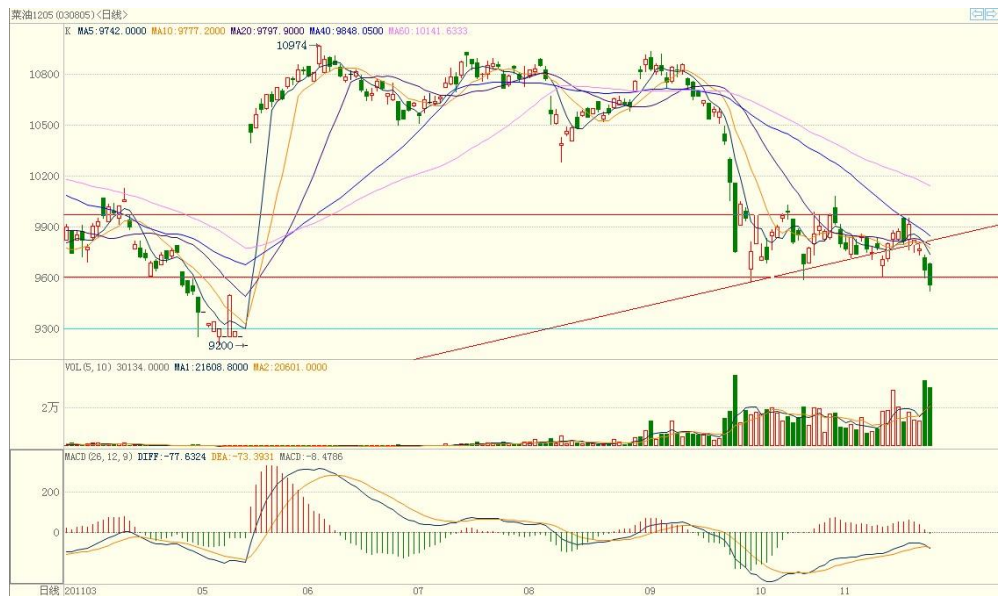 菜油1205(030805)<日线>
K MA5:9742.0000 MA10:9777.2000 MA20:9797.9000 MA40:9848.0500 MA60:10141.6333
10974
10800
10500
10200
9900
9600
9300
9200
VOL(5,10) 30134.0000 MA1:21608.8000 MA2:20601.0000
2万
MACD(26,12,9) DIFF:-77.6324 DEA:-73.3931 MACD:-8.4786
200
0
日线 201103 05 06 07 08 09 10 11